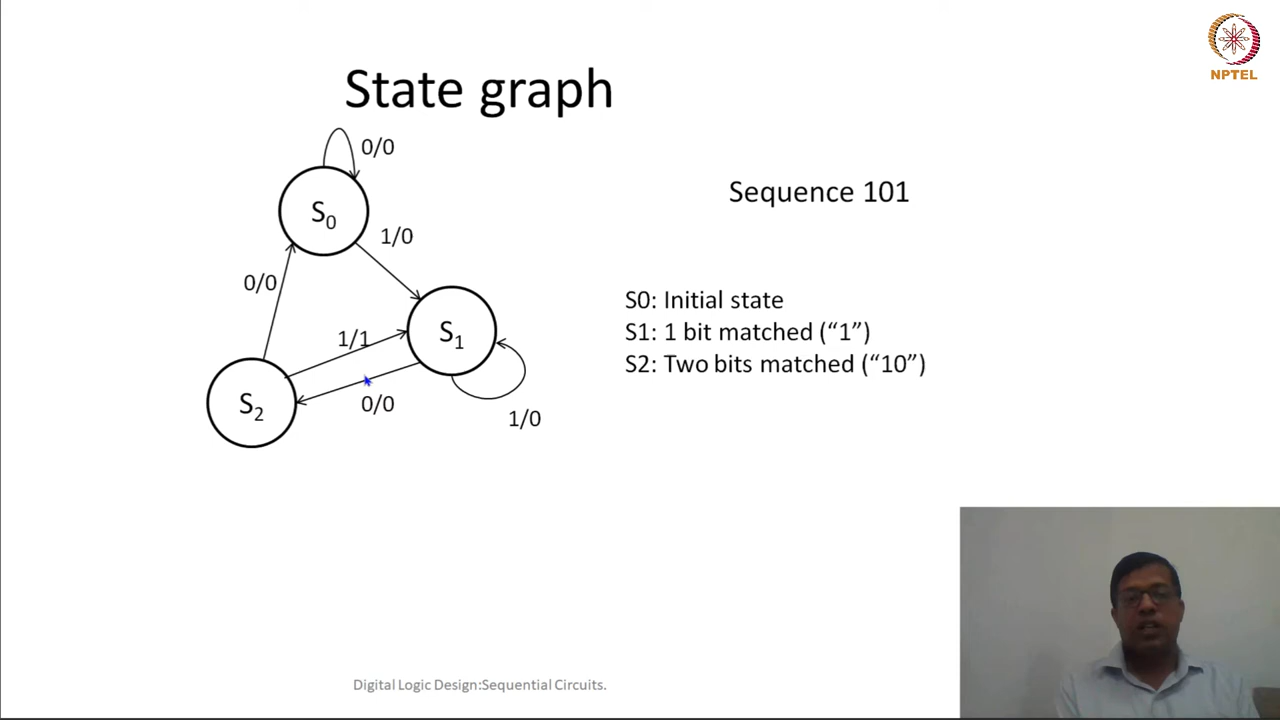 NPTEL
State graph
0/0
Sequence 101
S0
1/0
0/0
S0: Initial state
S1: 1 bit matched (“1”)
S2: Two bits matched (“10”)
S1
1/1
S2
0/0
1/0
Digital Logic Design:Sequential Circuits.